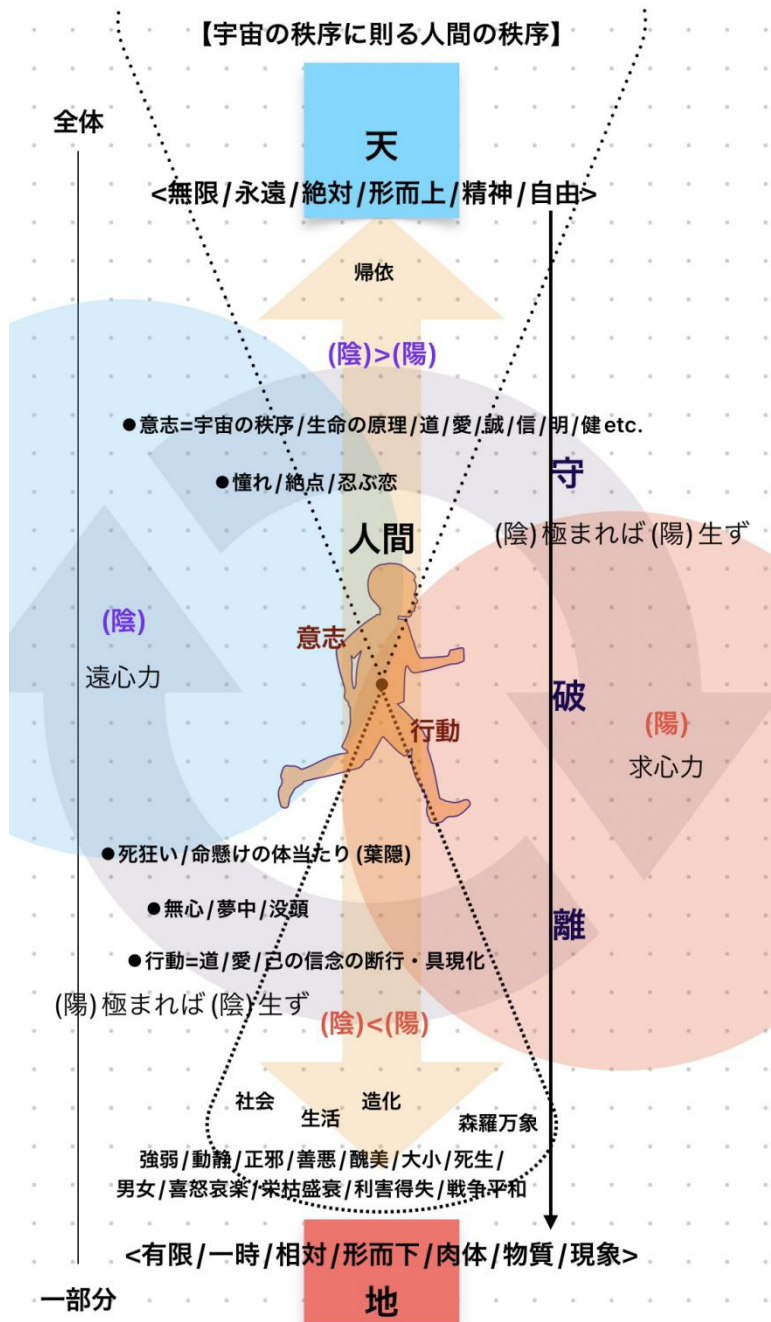 【宇宙の秩序に則る人間の秩序】
全体
天
<無限/永遠/絶対/形而上/精神/自由>
帰依
(陰)>(陽)
●意志=宇宙の秩序/生命の原理/道/愛/誠/信/明/健etc.
守
●憧れ/絶点/忍ぶ恋
人間
(陰)極まれば(陽)生ず
(陰)
意志
遠心力
破
行動
(陽)
求心力
●死狂い/命懸けの体当たり(葉隠)
●無心/夢中/没頭
離
●行動=道/愛/己の信念の断行・具現化
(陽)極まれば(陰)生ず
(陰)<(陽)
社会
生活
造化
森羅万象
強弱/動静/正邪/善悪/醜美/大小/死生/
男女/喜怒哀楽/栄枯盛衰/利害得失/戦争平和
<有限/一時/相対/形而下/肉体/物質/現象>
一部分
地